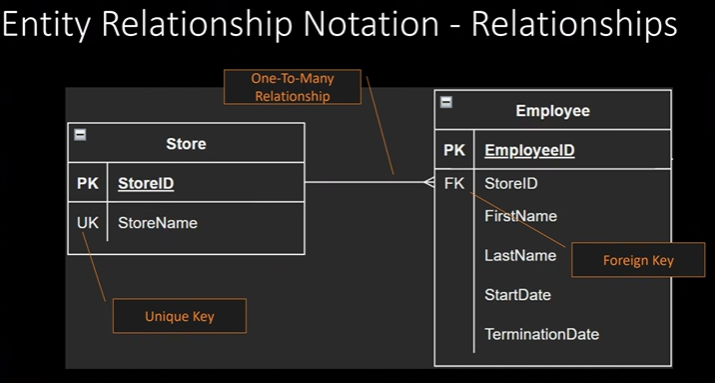 Entity Relationship Notation - Relationships
One-To-Many
Relationship
Store
PK StoreID
UK StoreName
Unique Key
Employee
PK EmployeeID
FK StoreID
FirstName
LastName
StartDate
TerminationDate
Foreign Key